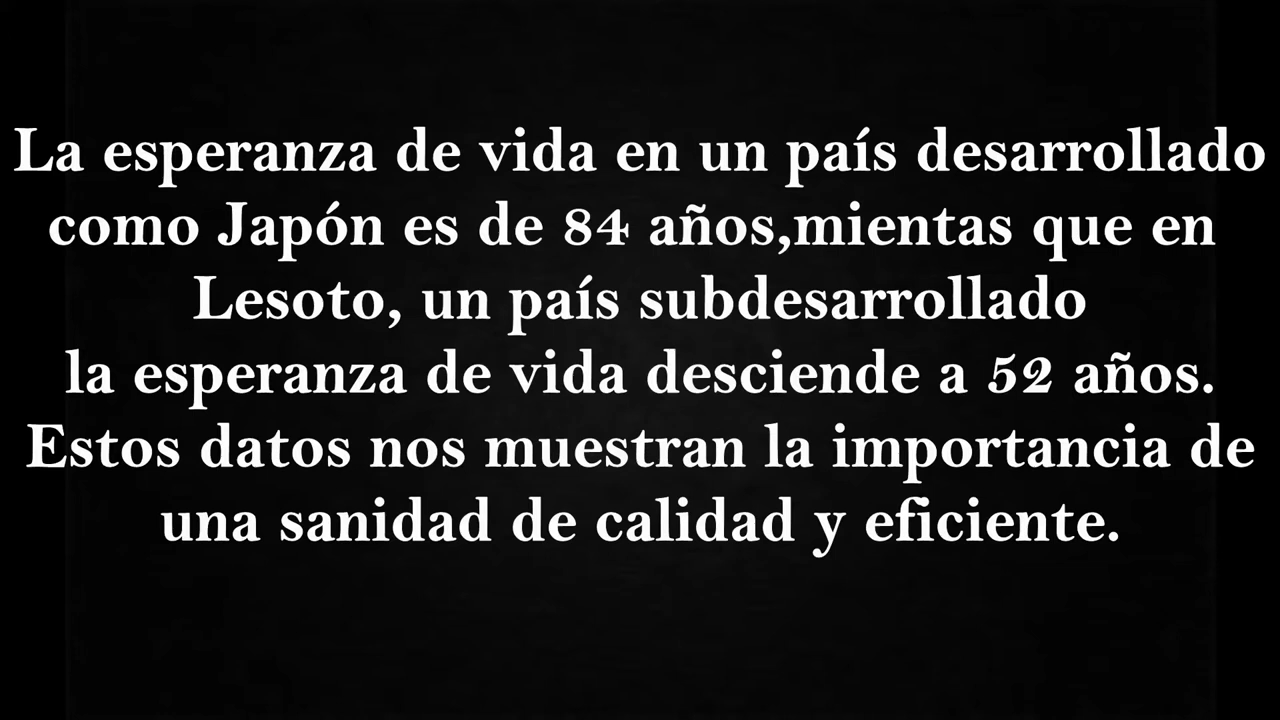 La esperanza de vida en un país desarrollado
como Japón es de 84 años,mientas que en
Lesoto, un país subdesarrollado
la esperanza de vida desciende a 52 años.
Estos datos nos muestran la importancia de
una sanidad de calidad y eficiente.